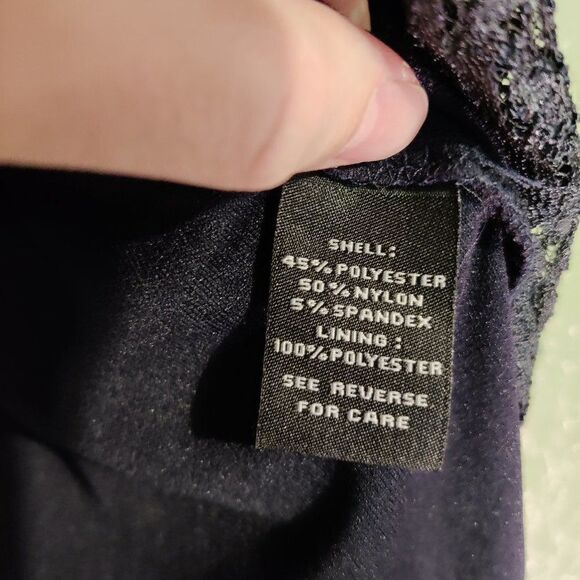 SHELL:
45% POLYESTER
50% NYLON
5% SPANDEX
LINING:
100% POLYESTER
SEE REVERSE
FOR CARE